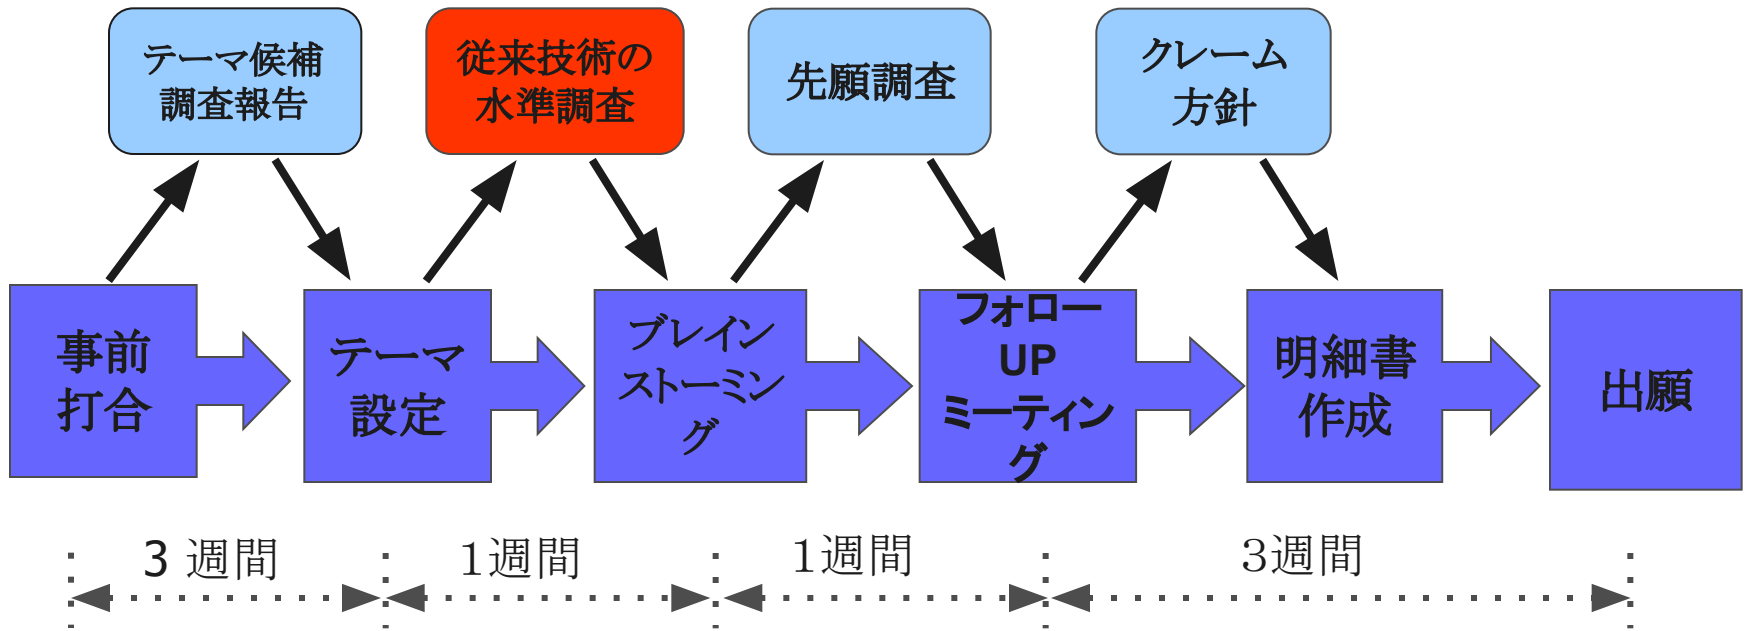 テーマ候補
調査報告
従来技術の
水準調査
先願調査
クレーム
方針
事前
打合
テーマ
設定
ブレイン
ストーミン
グ
フォロー
UP
ミーティン
グ
明細書
作成
出願
3 週間
1週間
1週間
3週間